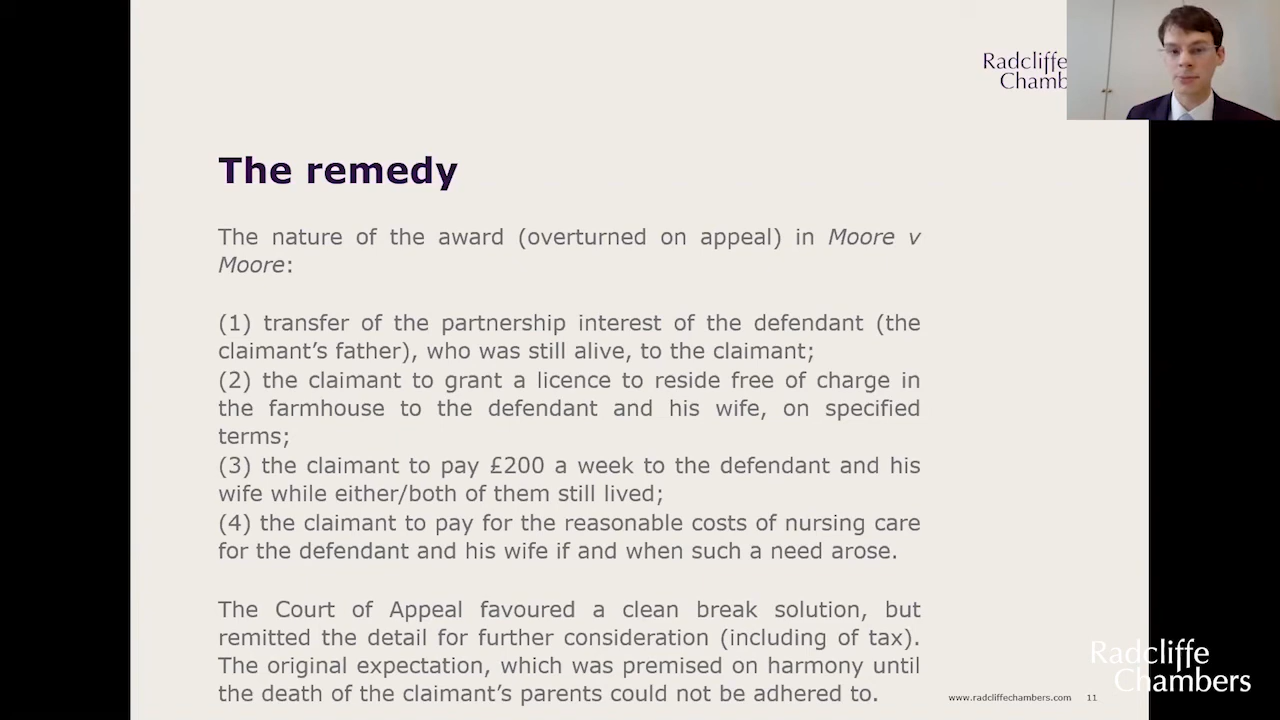 Radcliffe
Chamb
The remedy
The nature of the award (overturned on appeal) in Moore v
Moore:
(1) transfer of the partnership interest of the defendant (the
claimant’s father), who was still alive, to the claimant;
(2) the claimant to grant a licence to reside free of charge in
the farmhouse to the defendant and his wife, on specified
terms;
(3) the claimant to pay £200 a week to the defendant and his
wife while either/both of them still lived;
(4) the claimant to pay for the reasonable costs of nursing care
for the defendant and his wife if and when such a need arose.
The Court of Appeal favoured a clean break solution, but
remitted the detail for further consideration (including of tax).
The original expectation, which was premised on harmony until
the death of the claimant’s parents could not be adhered to.
www.radcliffechambers.com 11
Radcliffe
Chambers